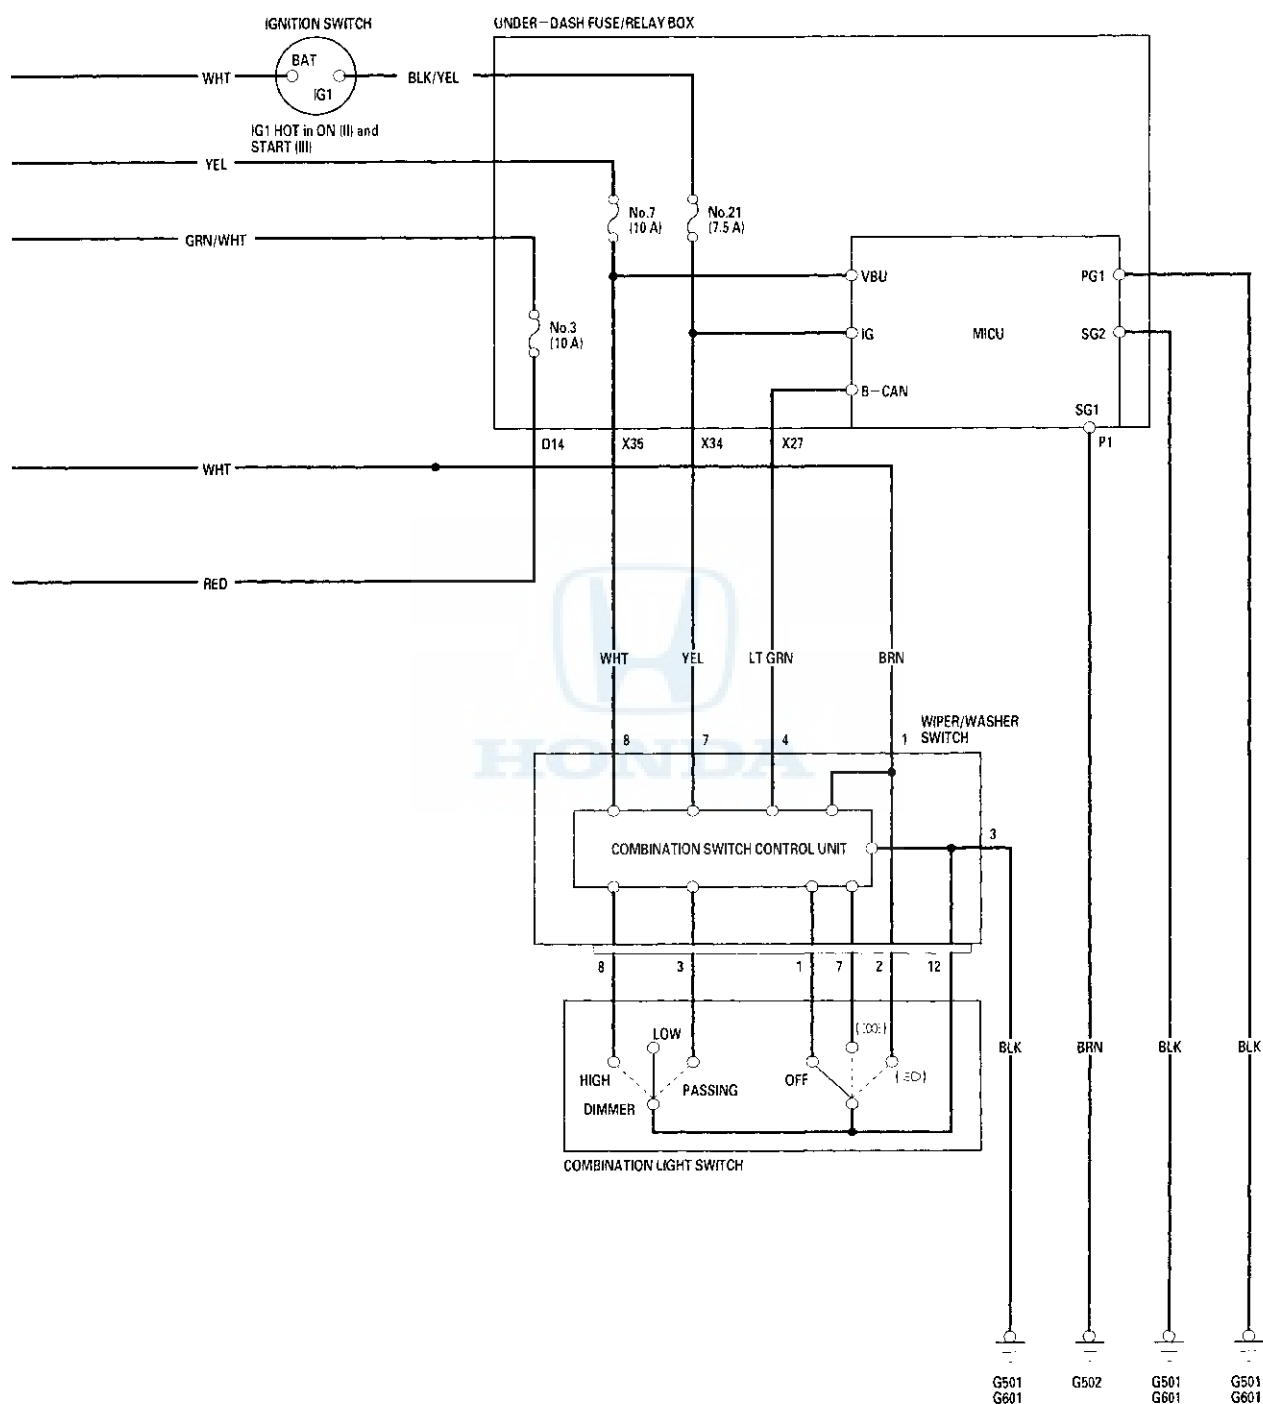 IGNITION SWITCH
UNDER-DASH FUSE/RELAY BOX
BAT
WHT
BLK/YEL
IG1
IG1 HOT in ON (II) and
START (III)
YEL
No.7
(10 A)
No.21
(7.5 A)
GRN/WHT
VBU
PG1
No.3
(10 A)
IG
MICU
SG2
B-CAN
SG1
D14
X35
X34
X27
P1
WHT
RED
WHT
YEL
LT GRN
BRN
8
7
4
1
WIPER/WASHER
SWITCH
HONDA
3
COMBINATION SWITCH CONTROL UNIT
8
3
1
7
2
12
LOW
HIGH
PASSING
OFF
DIMMER
BLK
BRN
BLK
BLK
COMBINATION LIGHT SWITCH
G501
G601
G502
G501
G601
G501
G601